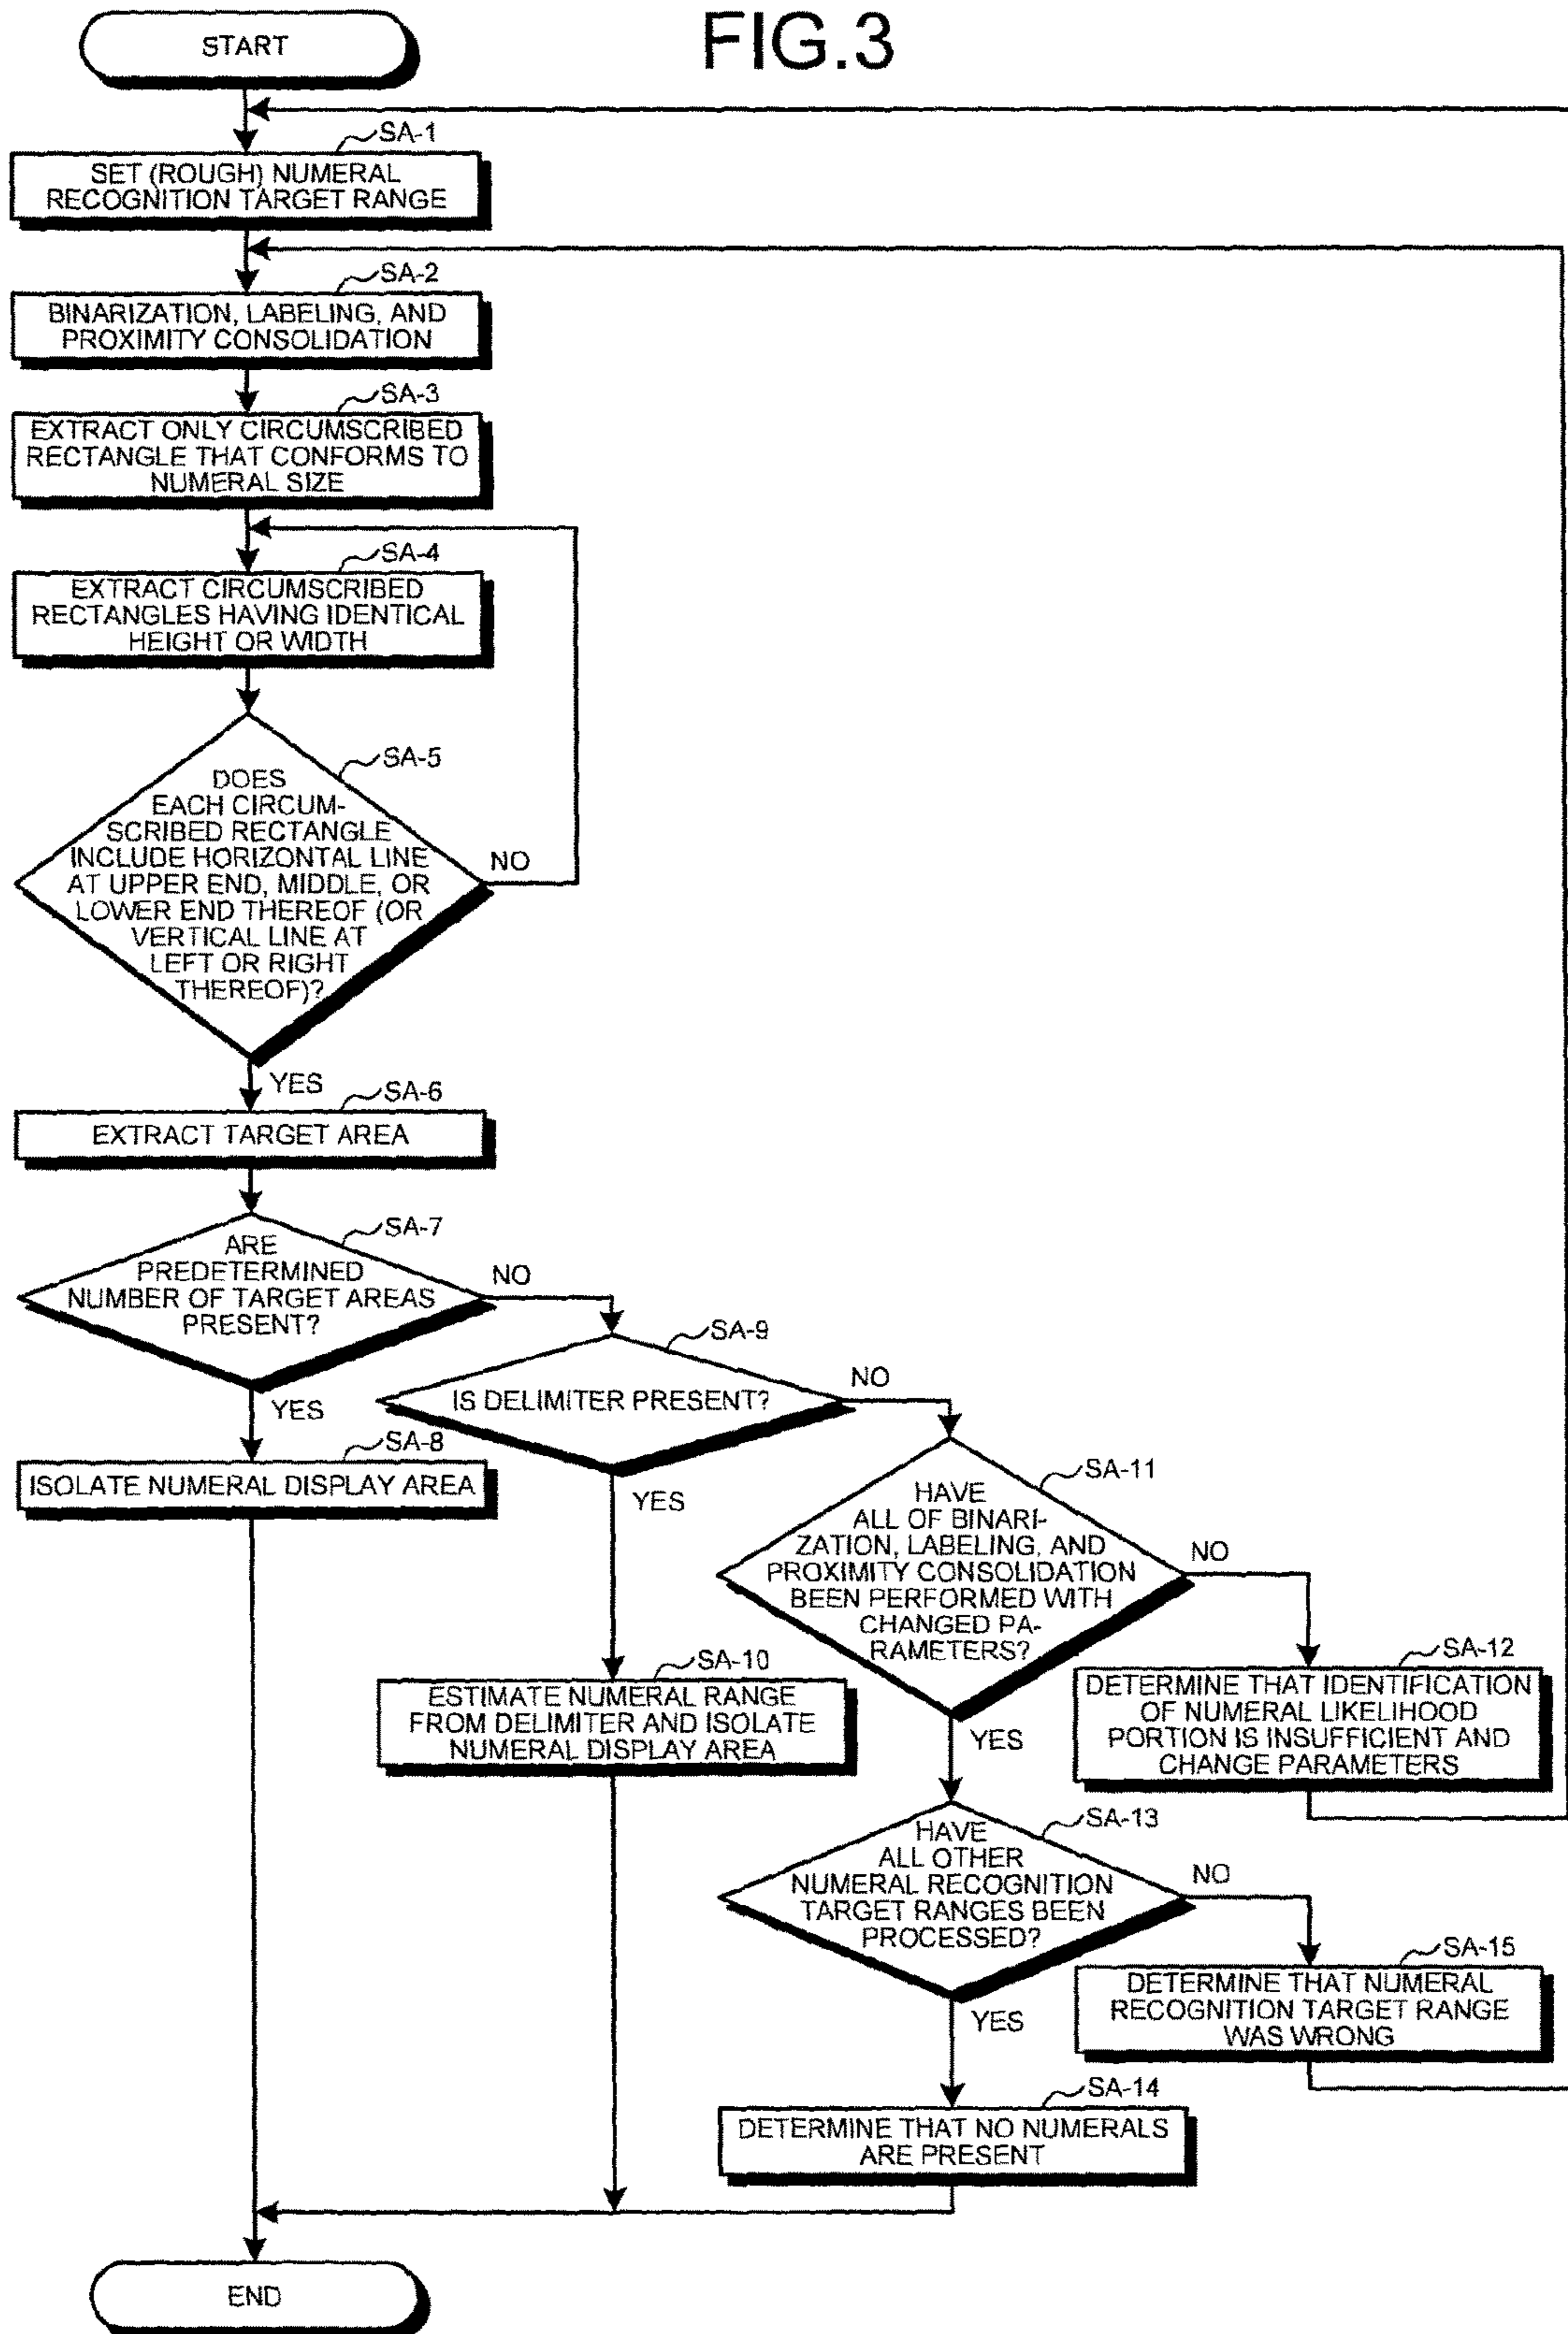 FIG.3
START
SA-1
SET (ROUGH) NUMERAL
RECOGNITION TARGET RANGE
SA-2
BINARIZATION, LABELING, AND
PROXIMITY CONSOLIDATION
SA-3
EXTRACT ONLY CIRCUMSCRIBED
RECTANGLE THAT CONFORMS TO
NUMERAL SIZE
SA-4
EXTRACT CIRCUMSCRIBED
RECTANGLES HAVING IDENTICAL
HEIGHT OR WIDTH
SA-5
DOES
EACH CIRCUM-
SCRIBED RECTANGLE
INCLUDE HORIZONTAL LINE
AT UPPER END, MIDDLE, OR
LOWER END THEREOF (OR
VERTICAL LINE AT
LEFT OR RIGHT
THEREOF)?
NO
YES
SA-6
EXTRACT TARGET AREA
SA-7
ARE
PREDETERMINED
NUMBER OF TARGET AREAS
PRESENT?
NO
YES
SA-8
ISOLATE NUMERAL DISPLAY AREA
SA-9
IS DELIMITER PRESENT?
NO
YES
SA-10
ESTIMATE NUMERAL RANGE
FROM DELIMITER AND ISOLATE
NUMERAL DISPLAY AREA
SA-11
HAVE
ALL OF BINARI-
ZATION, LABELING, AND
PROXIMITY CONSOLIDATION
BEEN PERFORMED WITH
CHANGED PA-
RAMETERS?
NO
YES
SA-12
DETERMINE THAT IDENTIFICATION
OF NUMERAL LIKELIHOOD
PORTION IS INSUFFICIENT AND
CHANGE PARAMETERS
SA-13
HAVE
ALL OTHER
NUMERAL RECOGNITION
TARGET RANGES BEEN
PROCESSED?
NO
YES
SA-15
DETERMINE THAT NUMERAL
RECOGNITION TARGET RANGE
WAS WRONG
SA-14
DETERMINE THAT NO NUMERALS
ARE PRESENT
END